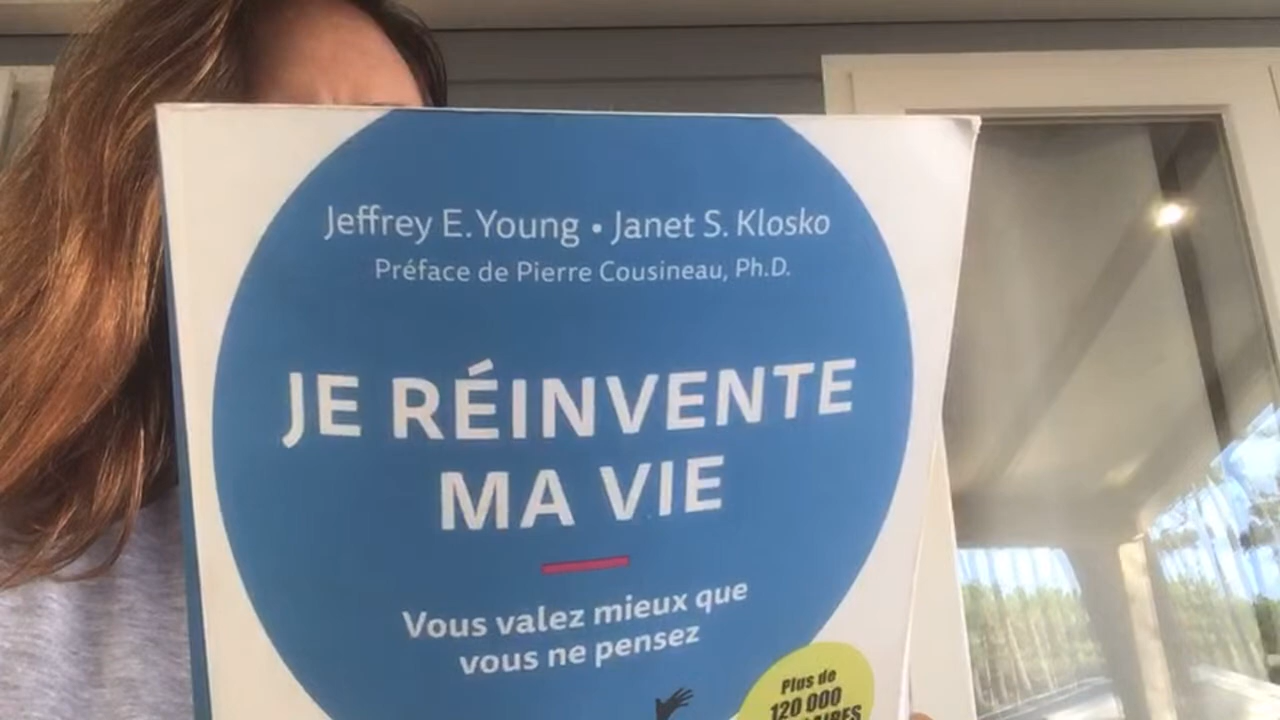 Jeffrey E. Young • Janet S. Klosko
Préface de Pierre Cousineau, Ph.D.
JE RÉINVENTE
MA VIE
Vous valez mieux que
vous ne pensez
Plus de
120 000